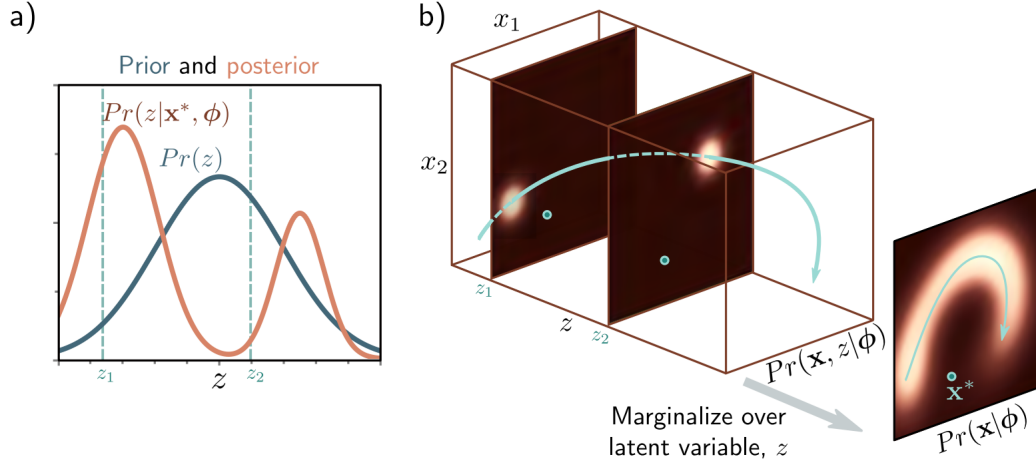 a)
Prior and posterior
Pr(z|x*, ϕ)
Pr(z)
z₁
z
z₂
b)
x₁
x₂
z₁
z
z₂
Pr(x, z|ϕ)
Marginalize over
latent variable, z
x*
Pr(x|ϕ)